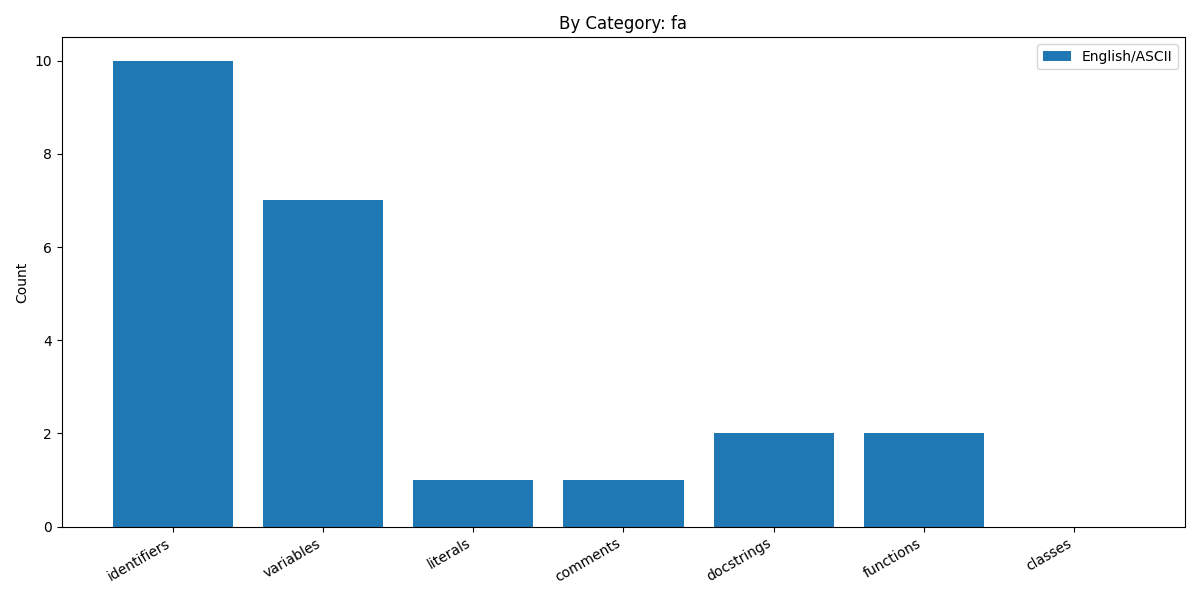 By Category: fa
English/ASCII
Count
10
8
6
4
2
0
identifiers
variables
literals
comments
docstrings
functions
classes